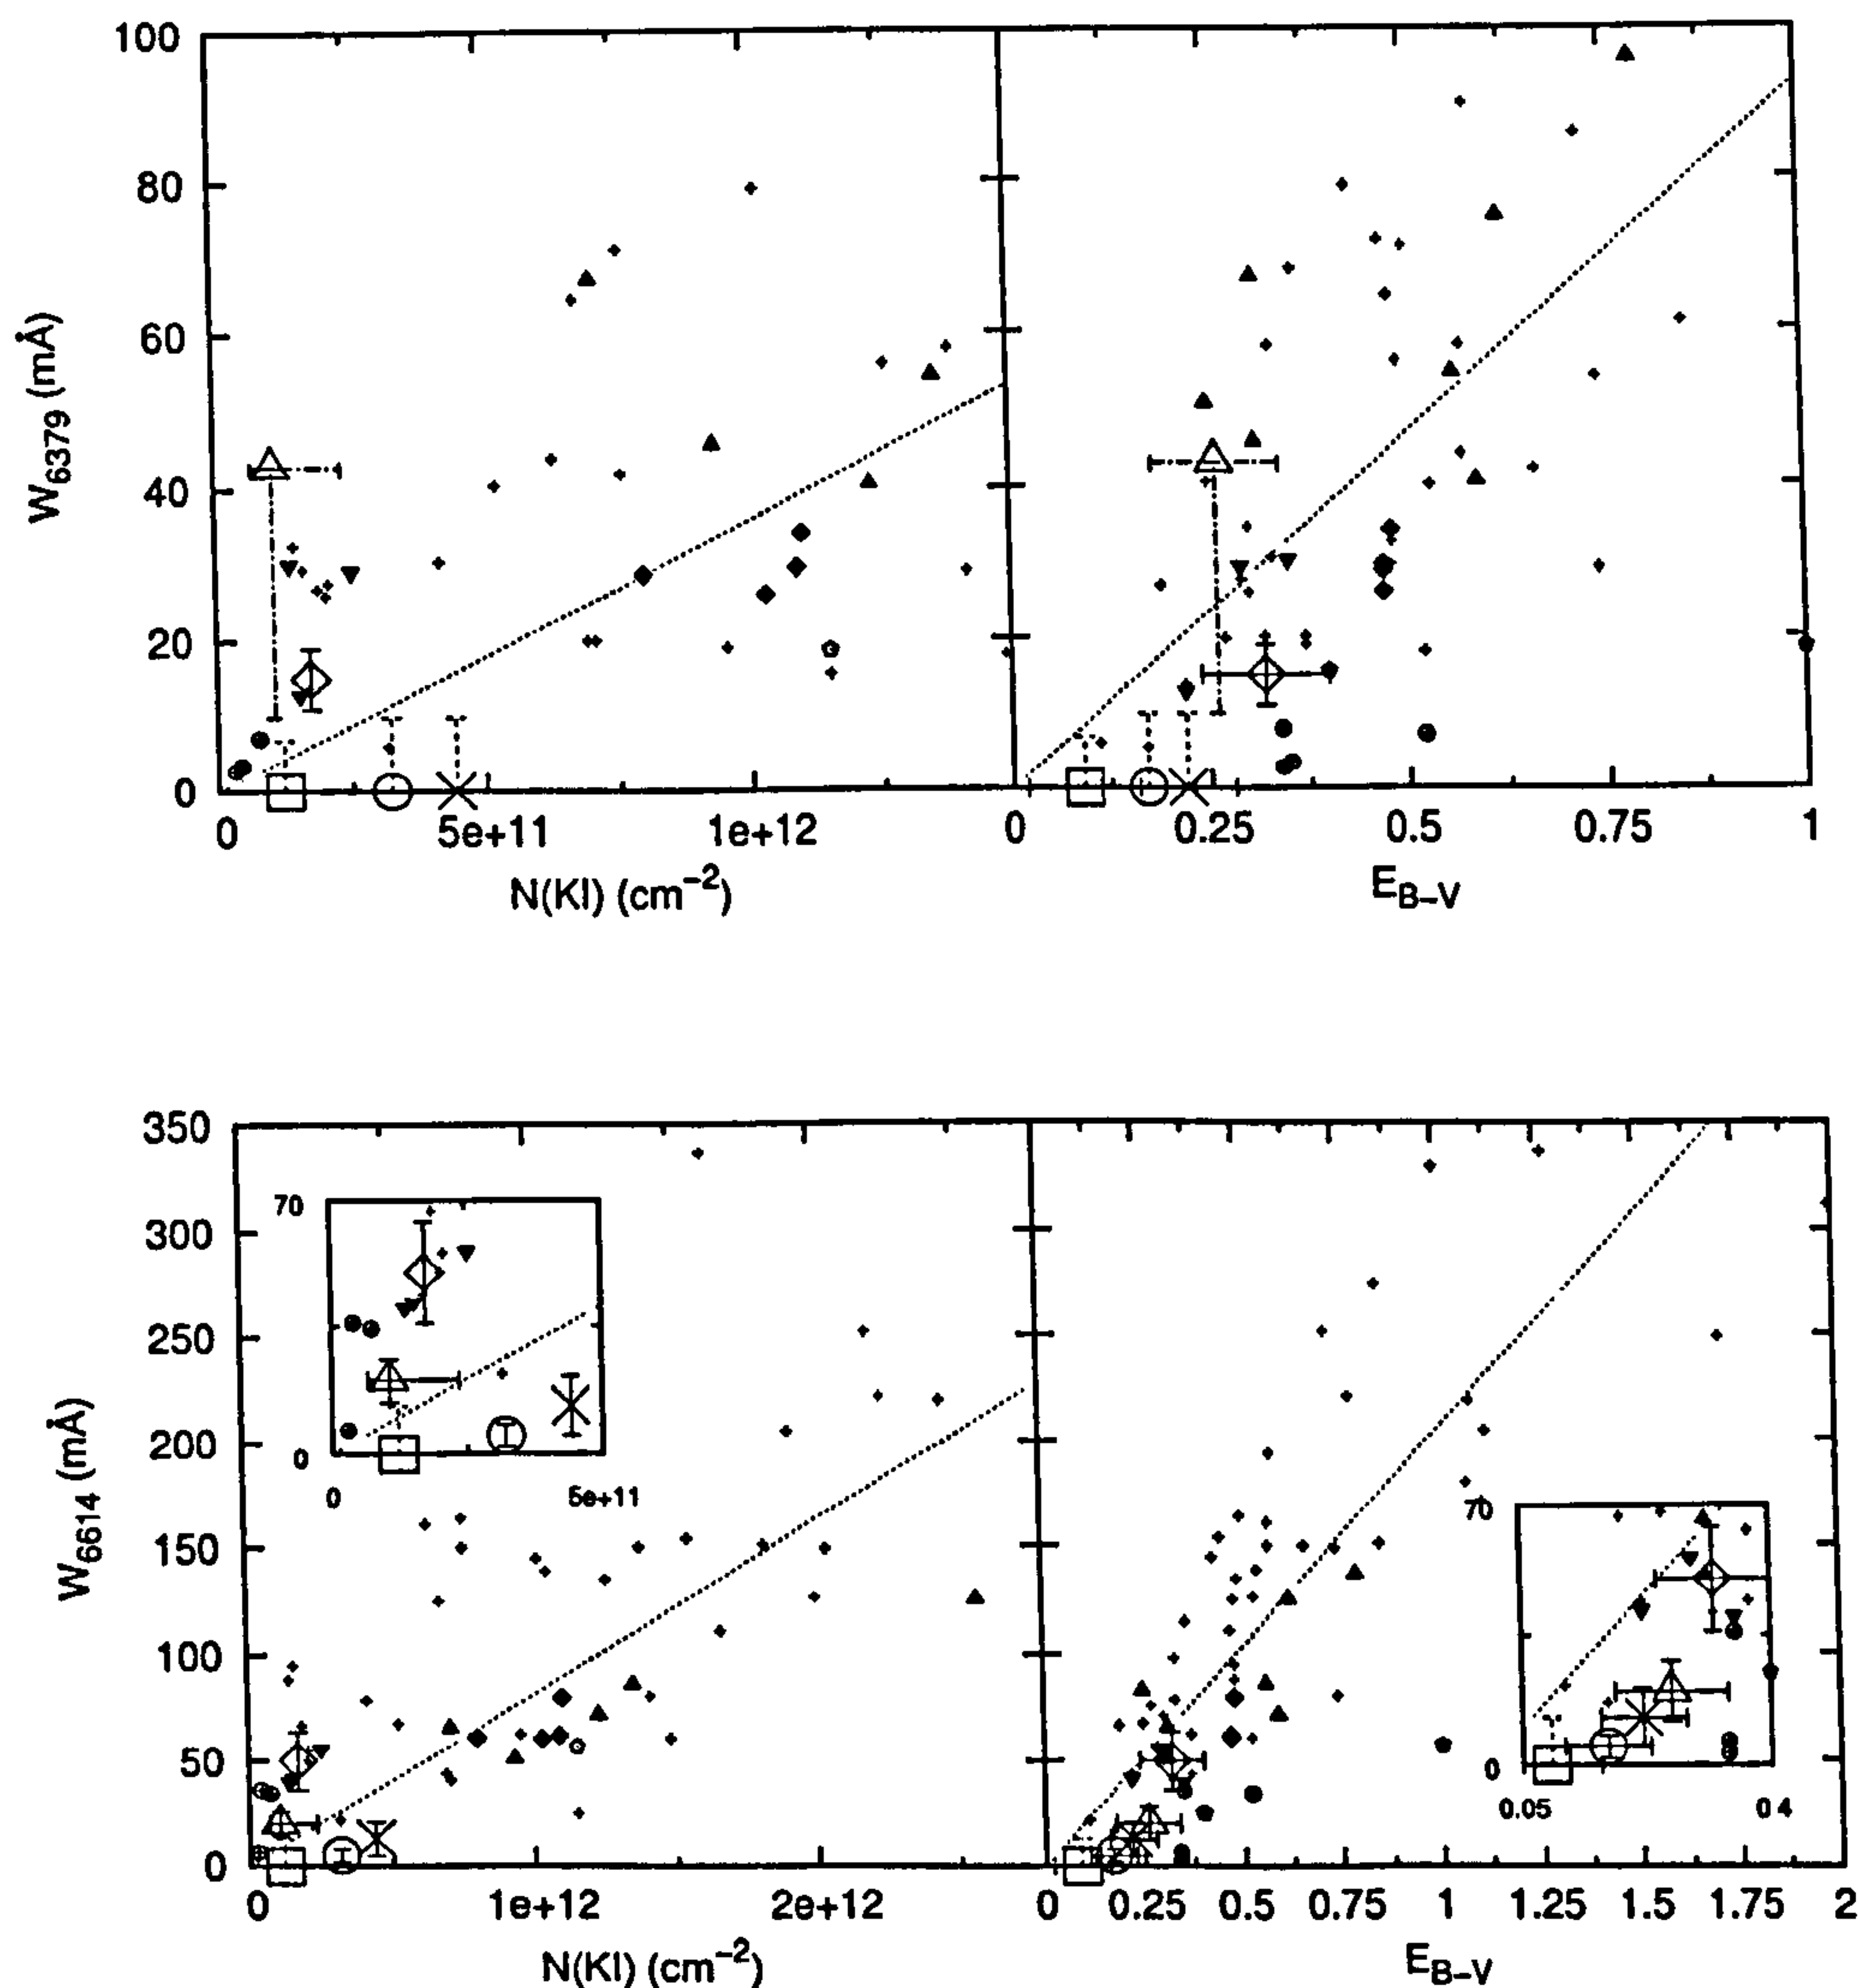 100
80
60
40
20
0
W6379 (mÅ)
0 5e+11 1e+12 0 0.25 0.5 0.75 1
N(KI) (cm−2) EB−V
350
300
250
200
150
100
50
0
W6614 (mÅ)
70
0
0 5e+11
70
0
0.05 0 4
0 1e+12 2e+12 0 0.25 0.5 0.75 1 1.25 1.5 1.75 2
N(KI) (cm−2) EB−V